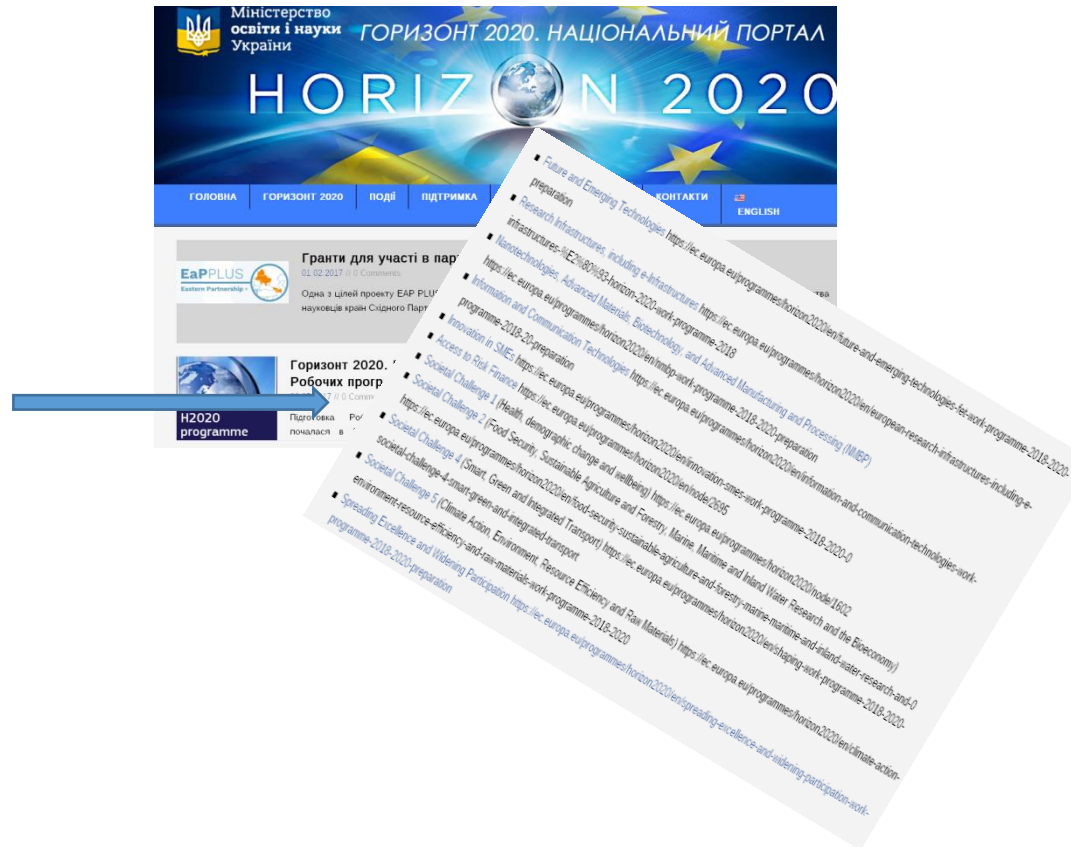 Міністерство
освіти і науки
України
ГОРИЗОНТ 2020. НАЦІОНАЛЬНИЙ ПОРТАЛ
HORIZON 2020
ГОЛОВНА ГОРИЗОНТ 2020 ПОДІЇ ПІДТРИМКА КОНТАКТИ
ENGLISH
EaPPLUS
Eastern Partnership
Гранти для участі в
01.02.2017 // 0 Comments
Одна з цілей проекту EAP PLUS
науковців країн Східного
Горизонт 2020.
Робочих
2017 // 0
Підготовка
почалася в
H2020
programme
Future and Emerging Technologies https://ec.europa.eu/programmes/horizon2020/en/future-and-emerging-technologies-fet-work-programme-2018-2020-
preparation
Research Infrastructures, including e-Infrastructures https://ec.europa.eu/programmes/horizon2020/en/european-research-infrastructures-including-e-
infrastructures-%E2%80%93-horizon-2020-work-programme-2018
Nanotechnologies, Advanced Materials, Biotechnology, and Advanced Manufacturing and Processing (NMBP)
https://ec.europa.eu/programmes/horizon2020/en/nmbp-work-programme-2018-2020-preparation
Information and Communication Technologies https://ec.europa.eu/programmes/horizon2020/en/information-and-communication-technologies-work-
programme-2018-20-preparation
Innovation in SMEs https://ec.europa.eu/programmes/horizon2020/en/innovation-smes-work-programme-2018-2020-0
Access to Risk Finance https://ec.europa.eu/programmes/horizon2020/en/node/2695
Societal Challenge 1 (Health, demographic change and wellbeing) https://ec.europa.eu/programmes/horizon2020/node/1602
Societal Challenge 2 (Food Security, Sustainable Agriculture and Forestry, Marine, Maritime and Inland Water Research and the Bioeconomy)
https://ec.europa.eu/programmes/horizon2020/en/food-security-sustainable-agriculture-and-forestry-marine-maritime-and-inland-water-research-and-0
Societal Challenge 4 (Smart, Green and Integrated Transport) https://ec.europa.eu/programmes/horizon2020/en/shaping-work-programme-2018-2020-
societal-challenge-4-smart-green-and-integrated-transport
Societal Challenge 5 (Climate Action, Environment, Resource Efficiency and Raw Materials) https://ec.europa.eu/programmes/horizon2020/en/climate-action-
environment-resource-efficiency-and-raw-materials-work-programme-2018-2020
Spreading Excellence and Widening Participation https://ec.europa.eu/programmes/horizon2020/en/spreading-excellence-and-widening-participation-work-
programme-2018-2020-preparation